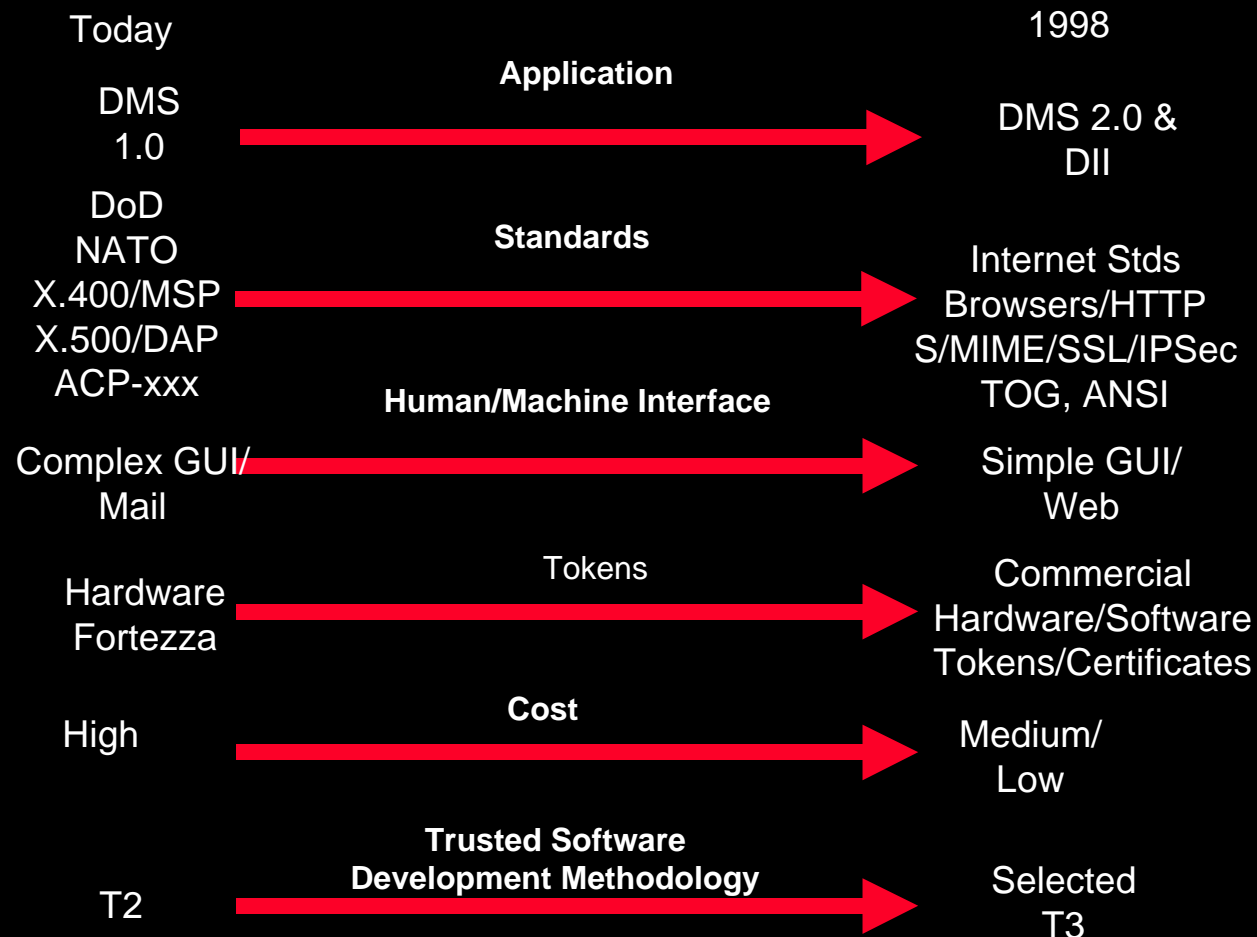 Today
1998
Application
DMS
1.0
DMS 2.0 &
DII
DoD
NATO
X.400/MSP
X.500/DAP
ACP-xxx
Standards
Internet Stds
Browsers/HTTP
S/MIME/SSL/IPSec
TOG, ANSI
Human/Machine Interface
Complex GUI/
Mail
Simple GUI/
Web
Tokens
Hardware
Fortezza
Commercial
Hardware/Software
Tokens/Certificates
Cost
High
Medium/
Low
Trusted Software
Development Methodology
T2
Selected
T3